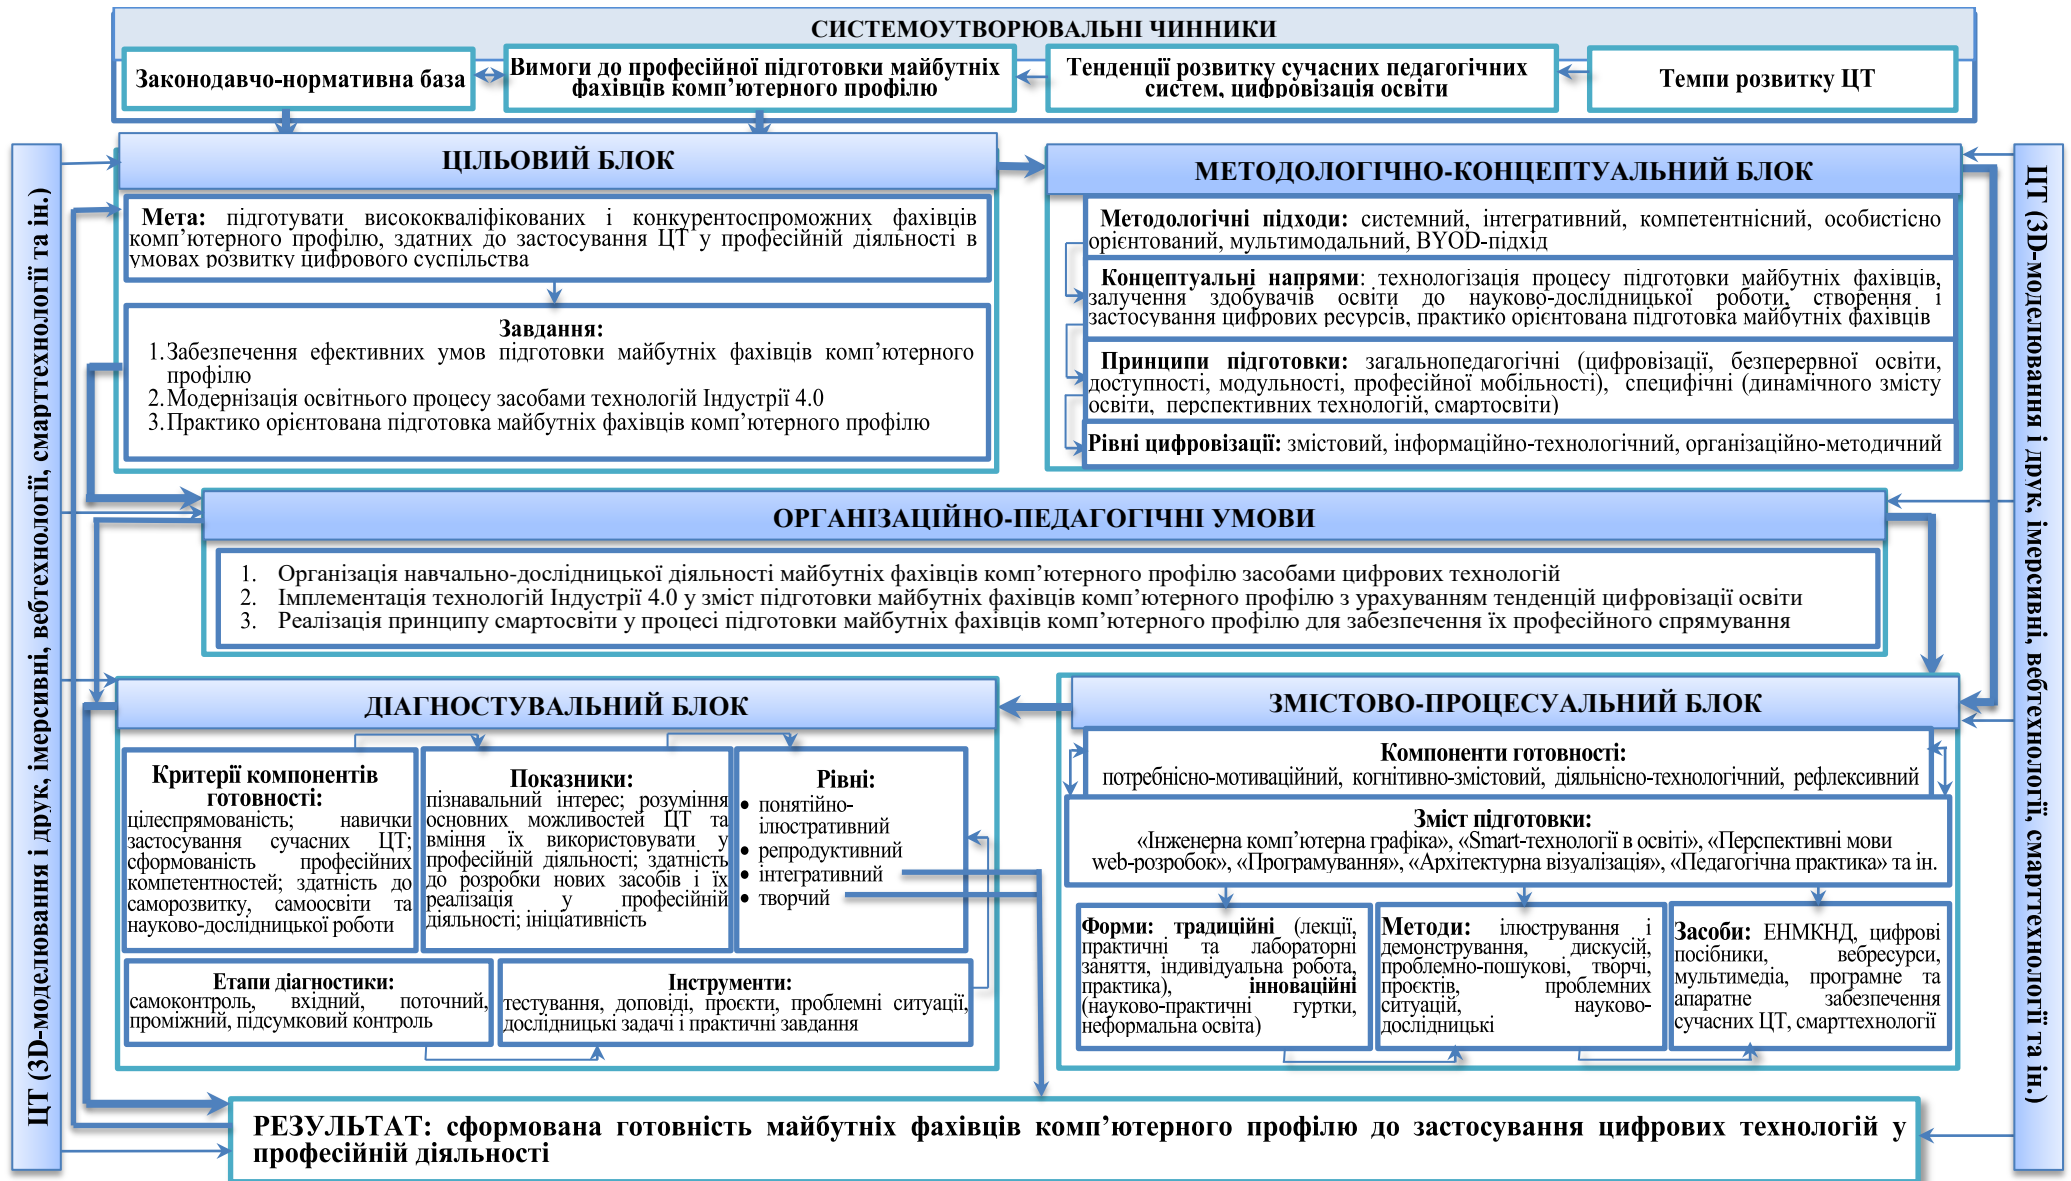 СИСТЕМОУТВОРЮВАЛЬНІ ЧИННИКИ
Законодавчо-нормативна база
Вимоги до професійної підготовки майбутніх
фахівців комп’ютерного профілю
Тенденції розвитку сучасних педагогічних
систем, цифровізація освіти
Темпи розвитку ЦТ
ЦТ (3D-моделювання і друк, імерсивні, вебтехнології, смарттехнології та ін.)
ЦІЛЬОВИЙ БЛОК
Мета: підготувати висококваліфікованих і конкурентоспроможних фахівців
комп’ютерного профілю, здатних до застосування ЦТ у професійній діяльності в
умовах розвитку цифрового суспільства
Завдання:
1. Забезпечення ефективних умов підготовки майбутніх фахівців комп’ютерного
профілю
2. Модернізація освітнього процесу засобами технологій Індустрії 4.0
3. Практико орієнтована підготовка майбутніх фахівців комп’ютерного профілю
МЕТОДОЛОГІЧНО-КОНЦЕПТУАЛЬНИЙ БЛОК
Методологічні підходи: системний, інтегративний, компетентнісний, особистісно
орієнтований, мультимодальний, BYOD-підхід
Концептуальні напрями: технологізація процесу підготовки майбутніх фахівців,
залучення здобувачів освіти до науково-дослідницької роботи, створення і
застосування цифрових ресурсів, практико орієнтована підготовка майбутніх фахівців
Принципи підготовки: загальнопедагогічні (цифровізації, безперервної освіти,
доступності, модульності, професійної мобільності), специфічні (динамічного змісту
освіти, перспективних технологій, смартосвіти)
Рівні цифровізації: змістовий, інформаційно-технологічний, організаційно-методичний
ЦТ (3D-моделювання і друк, імерсивні, вебтехнології, смарттехнології та ін.)
ОРГАНІЗАЦІЙНО-ПЕДАГОГІЧНІ УМОВИ
1. Організація навчально-дослідницької діяльності майбутніх фахівців комп’ютерного профілю засобами цифрових технологій
2. Імплементація технологій Індустрії 4.0 у зміст підготовки майбутніх фахівців комп’ютерного профілю з урахуванням тенденцій цифровізації освіти
3. Реалізація принципу смартосвіти у процесі підготовки майбутніх фахівців комп’ютерного профілю для забезпечення їх професійного спрямування
ДІАГНОСТУВАЛЬНИЙ БЛОК
Критерії компонентів
готовності:
цілеспрямованість; навички
застосування сучасних ЦТ;
сформованість професійних
компетентностей; здатність до
саморозвитку, самоосвіти та
науково-дослідницької роботи
Показники:
пізнавальний інтерес; розуміння
основних можливостей ЦТ та
вміння їх використовувати у
професійній діяльності; здатність
до розробки нових засобів і їх
реалізація у професійній
діяльності; ініціативність
Рівні:
• понятійно-
ілюстративний
• репродуктивний
• інтегративний
• творчий
Етапи діагностики:
самоконтроль, вхідний, поточний,
проміжний, підсумковий контроль
Інструменти:
тестування, доповіді, проєкти, проблемні ситуації,
дослідницькі задачі і практичні завдання
ЗМІСТОВО-ПРОЦЕСУАЛЬНИЙ БЛОК
Компоненти готовності:
потребнісно-мотиваційний, когнітивно-змістовий, діяльнісно-технологічний, рефлексивний
Зміст підготовки:
«Інженерна комп’ютерна графіка», «Smart-технології в освіті», «Перспективні мови
web-розробок», «Програмування», «Архітектурна візуалізація», «Педагогічна практика» та ін.
Форми: традиційні (лекції,
практичні та лабораторні
заняття, індивідуальна робота,
практика), інноваційні
(науково-практичні гуртки,
неформальна освіта)
Методи: ілюстрування і
демонстрування, дискусій,
проблемно-пошукові, творчі,
проєктів, проблемних
ситуацій, науково-
дослідницькі
Засоби: ЕНМКНД, цифрові
посібники, вебресурси,
мультимедіа, програмне та
апаратне забезпечення
сучасних ЦТ, смарттехнології
РЕЗУЛЬТАТ: сформована готовність майбутніх фахівців комп’ютерного профілю до застосування цифрових технологій у
професійній діяльності